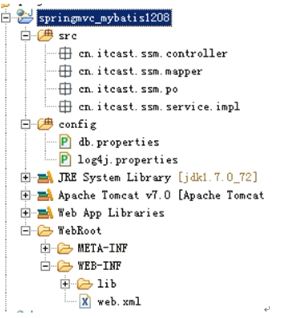 springmvc_mybatis1208
src
cn.itcast.ssm.controller
cn.itcast.ssm.mapper
cn.itcast.ssm.po
cn.itcast.ssm.service.impl
config
db.properties
log4j.properties
JRE System Library [jdk1.7.0_72]
Apache Tomcat v7.0 [Apache Tomcat
Web App Libraries
WebRoot
META-INF
WEB-INF
lib
web.xml